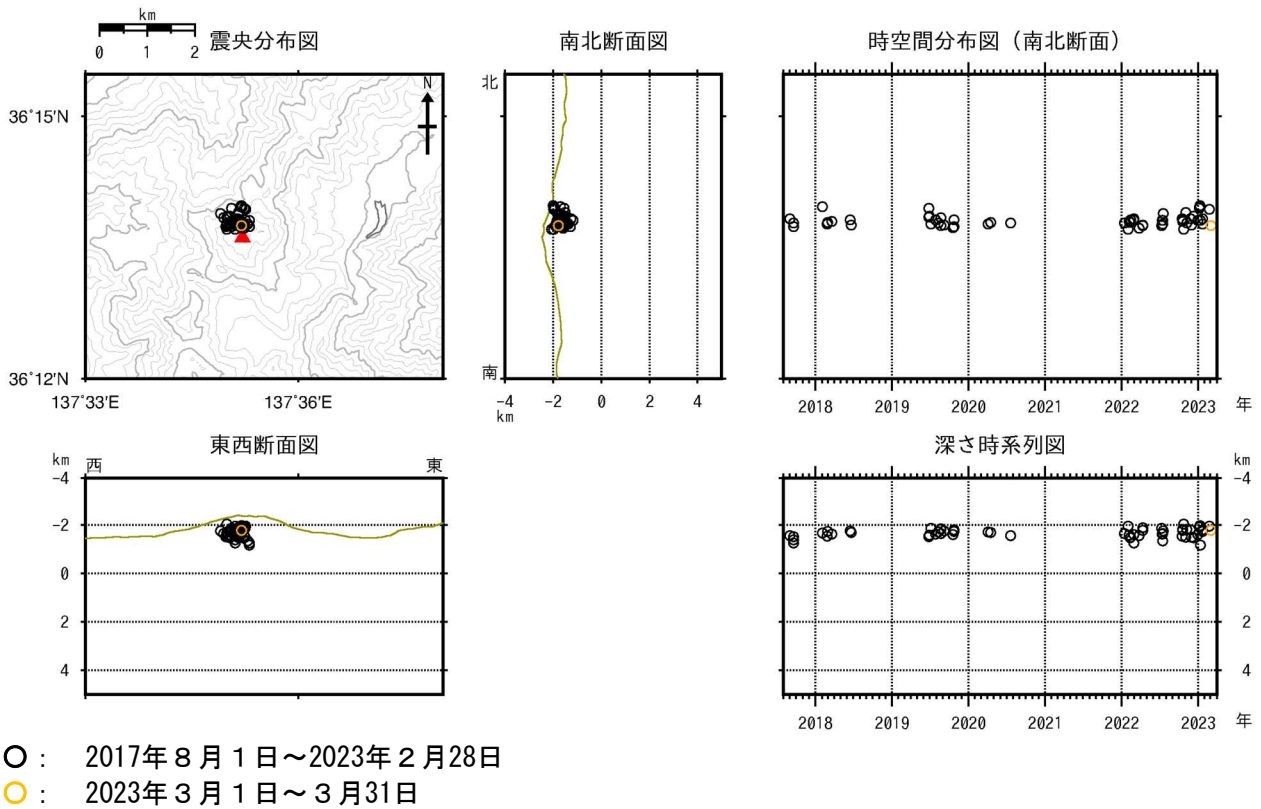 km
0 1 2
震央分布図
南北断面図
時空間分布図（南北断面）
N
36°15′N
36°12′N
137°33′E 137°36′E
北
南
-4 -2 0 2 4
km
2018 2019 2020 2021 2022 2023 年
東西断面図
深さ時系列図
km
西 東
-4
-2
0
2
4
km
-4
-2
0
2
4
2018 2019 2020 2021 2022 2023 年
： 2017年８月１日～2023年２月28日
： 2023年３月１日～３月31日